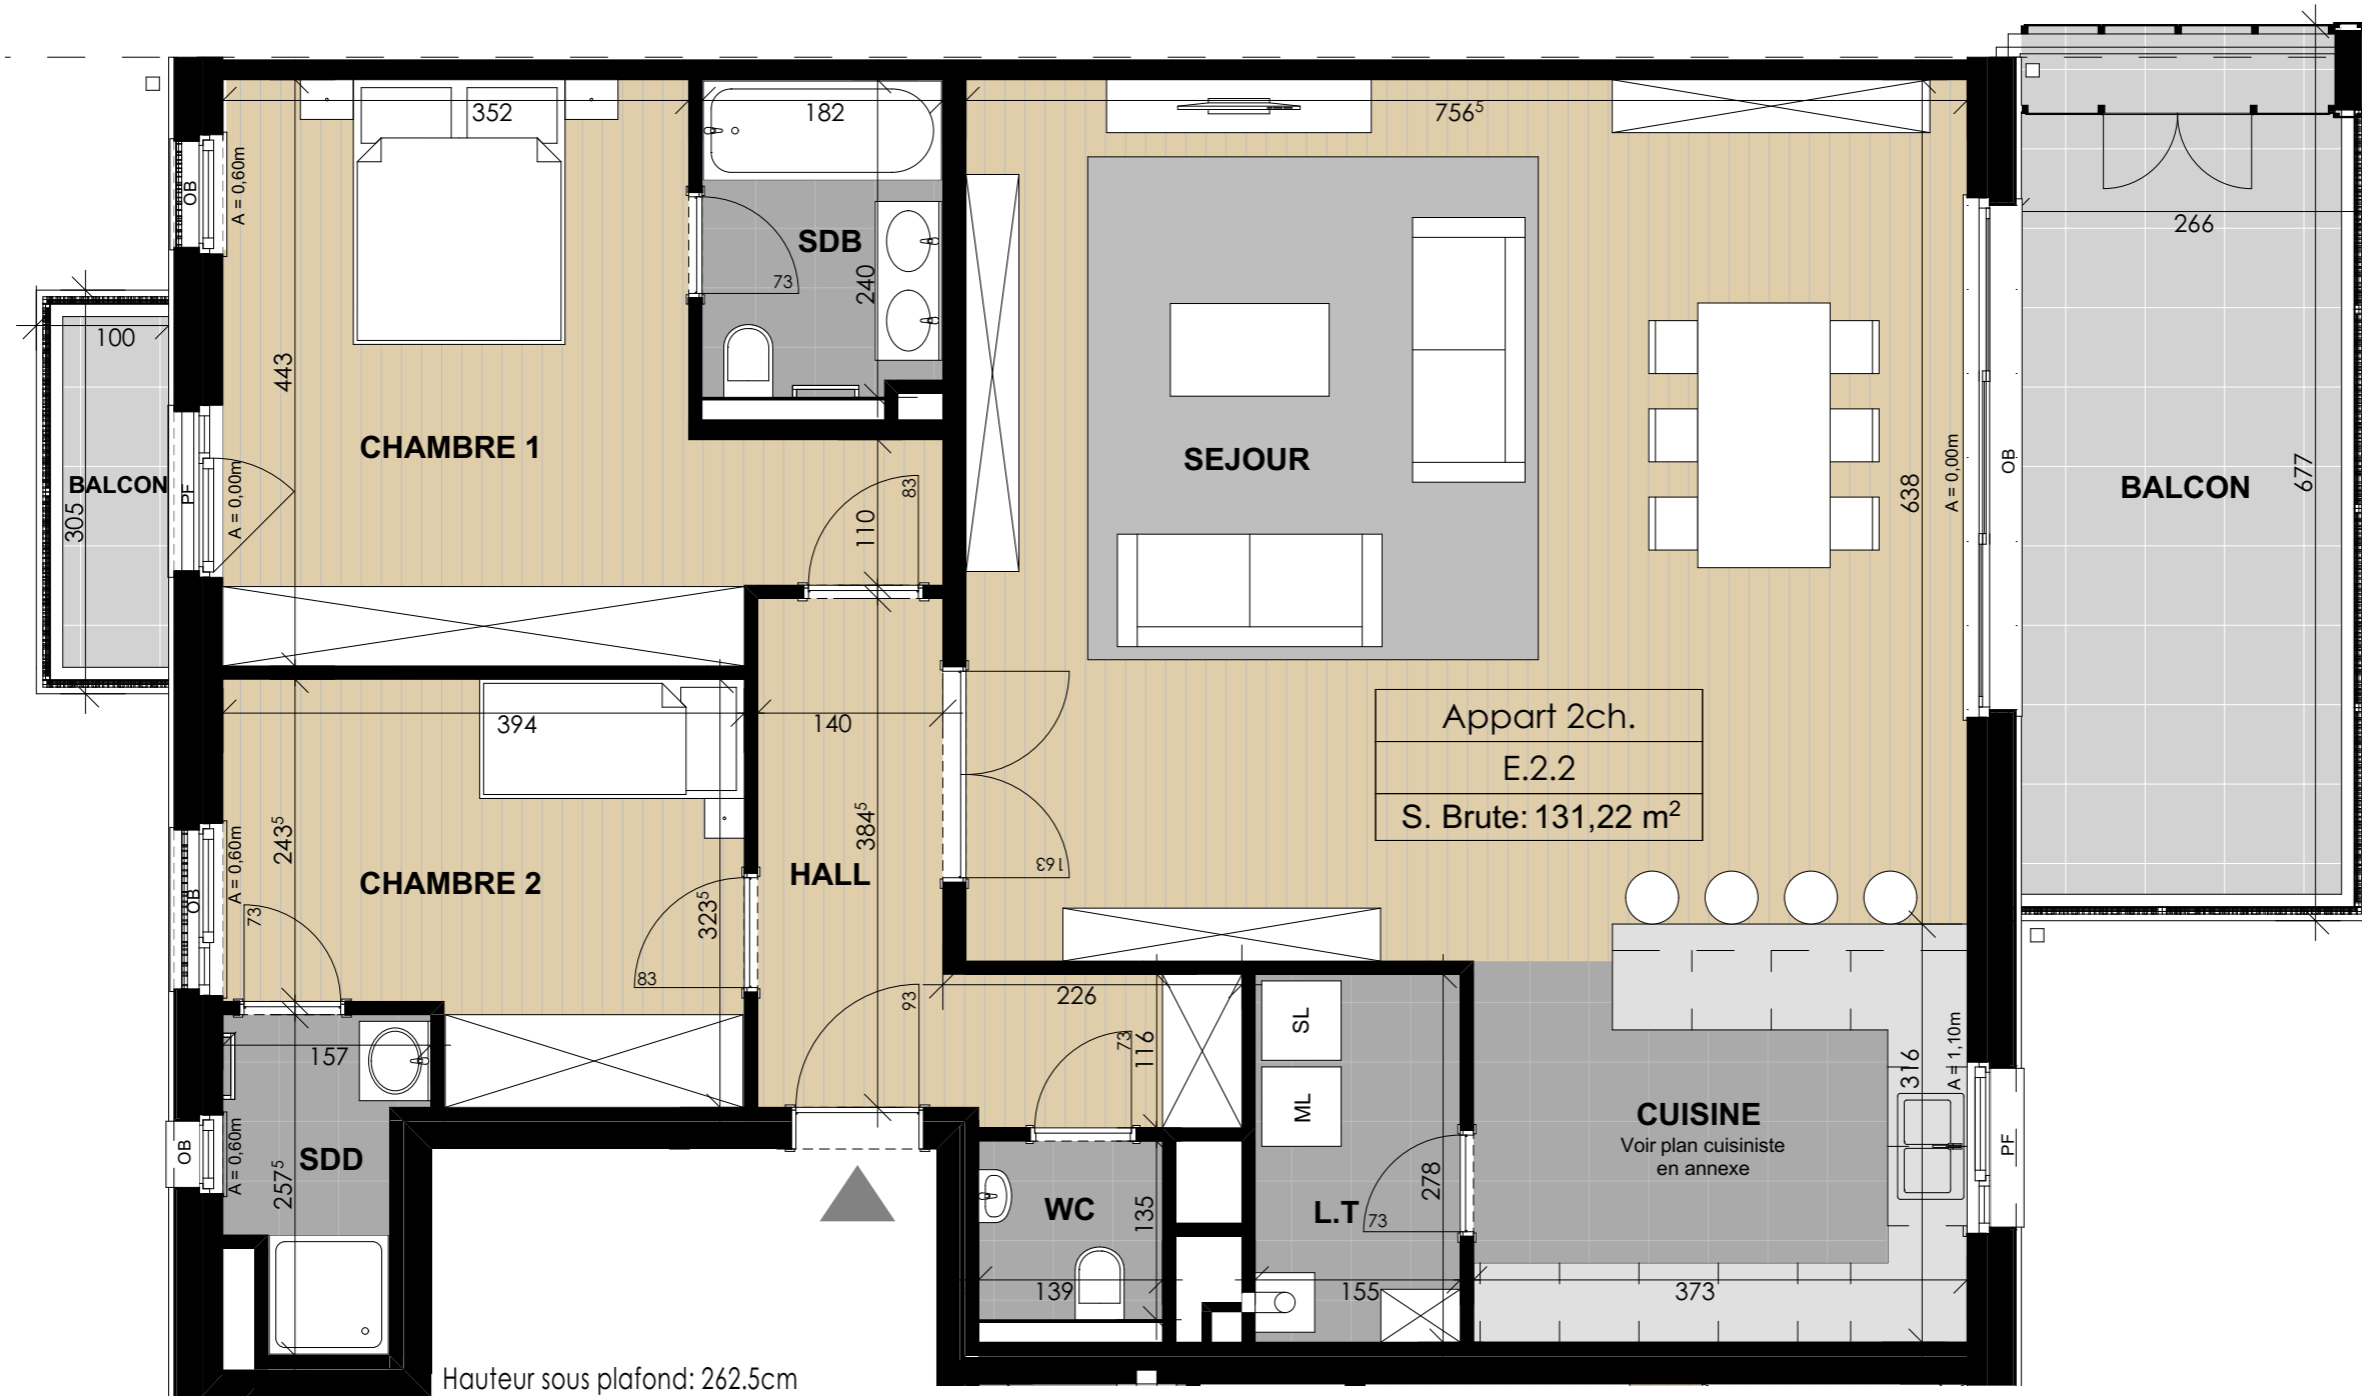 352
182
756⁵
OB
A = 0,60m
SDB
73
240
266
100
443
BALCON
305
PF
A = 0,00m
CHAMBRE 1
83
110
SEJOUR
638
A = 0,00m
OB
BALCON
677
394
140
Appart 2ch.
E.2.2
S. Brute: 131,22 m²
243⁵
384⁵
163
A = 0,60m
OB
CHAMBRE 2
HALL
73
323⁵
83
93
226
116
73
157
SL
ML
316
A = 1,10m
CUISINE
Voir plan cuisiniste
en annexe
PF
OB
A = 0,60m
SDD
257⁵
WC
135
L.T
73
278
139
155
373
Hauteur sous plafond: 262.5cm